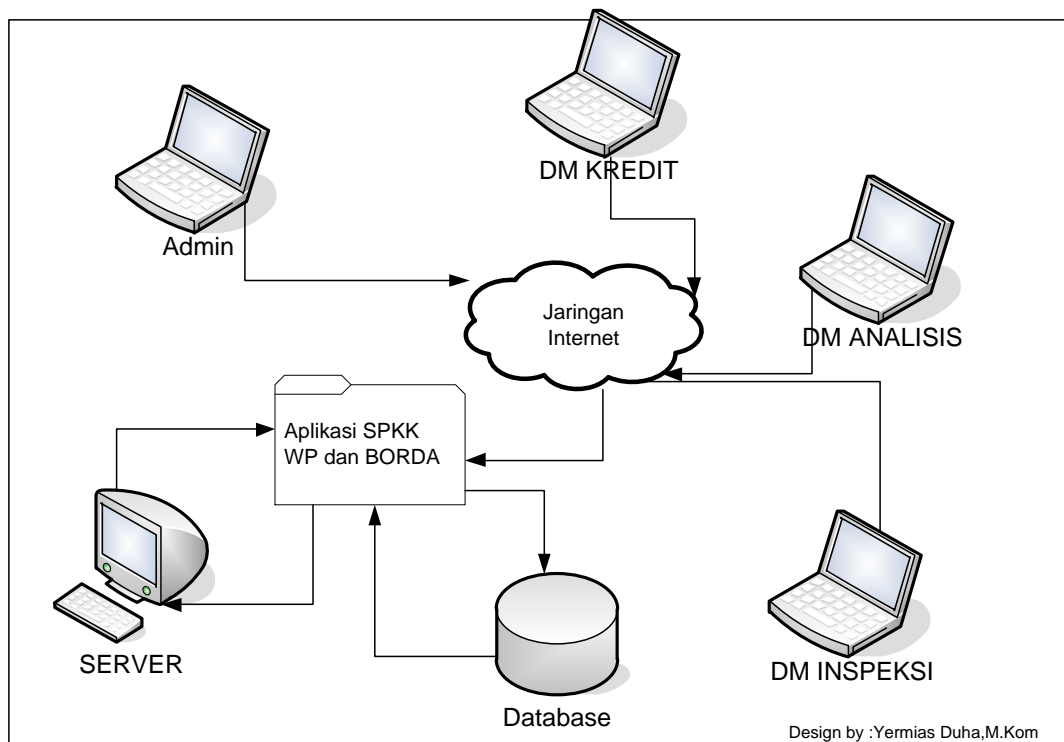 DM KREDIT
Admin
DM ANALISIS
Jaringan
Internet
Aplikasi SPKK
WP dan BORDA
SERVER
DM INSPEKSI
Database
Design by :Yermias Duha,M.Kom